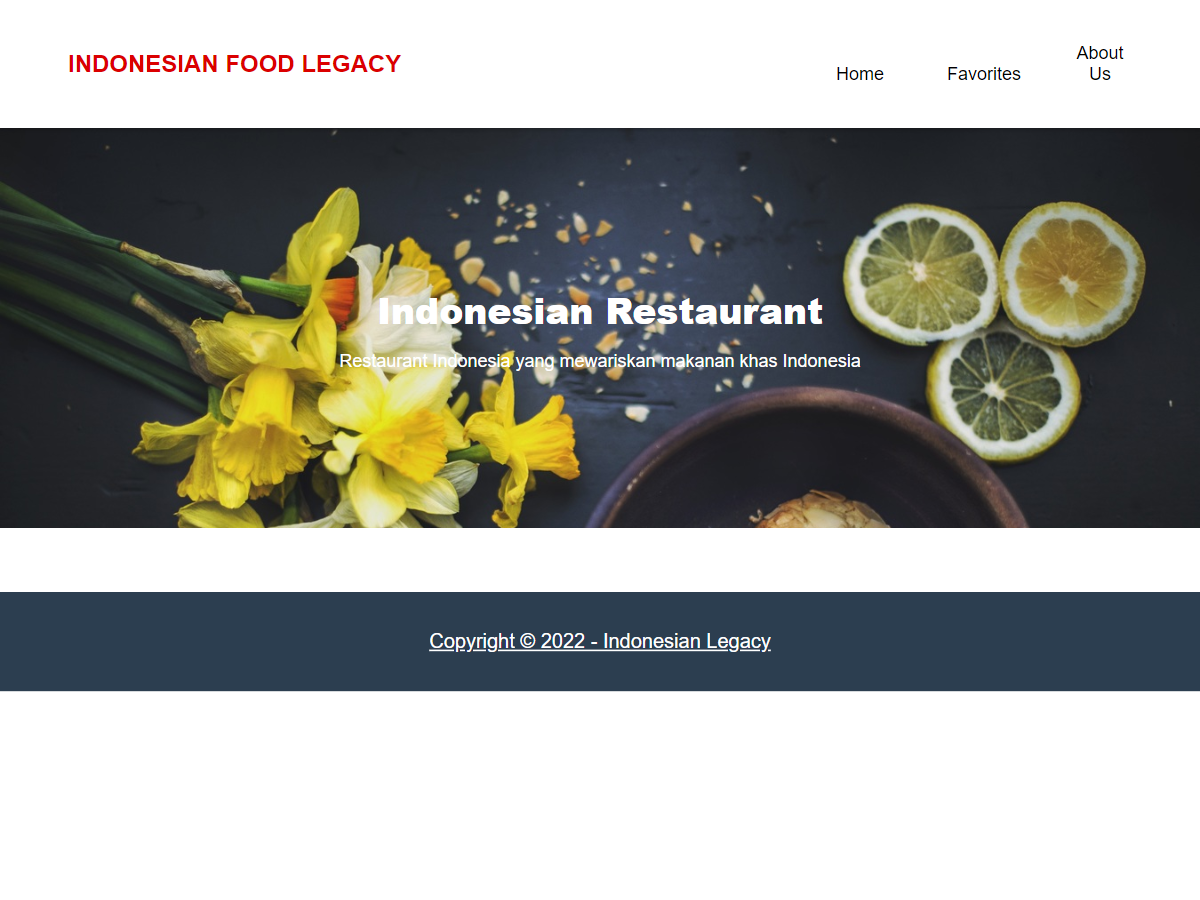 INDONESIAN FOOD LEGACY
Home
Favorites
About
Us
Indonesian Restaurant
Restaurant Indonesia yang mewariskan makanan khas Indonesia
Copyright © 2022 - Indonesian Legacy